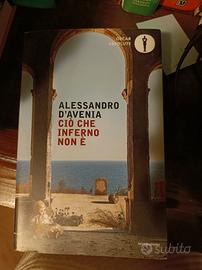 OSCAR
ABSOLUTE
ALESSANDRO
D'AVENIA
CIÒ CHE
INFERNO
NON È
subito